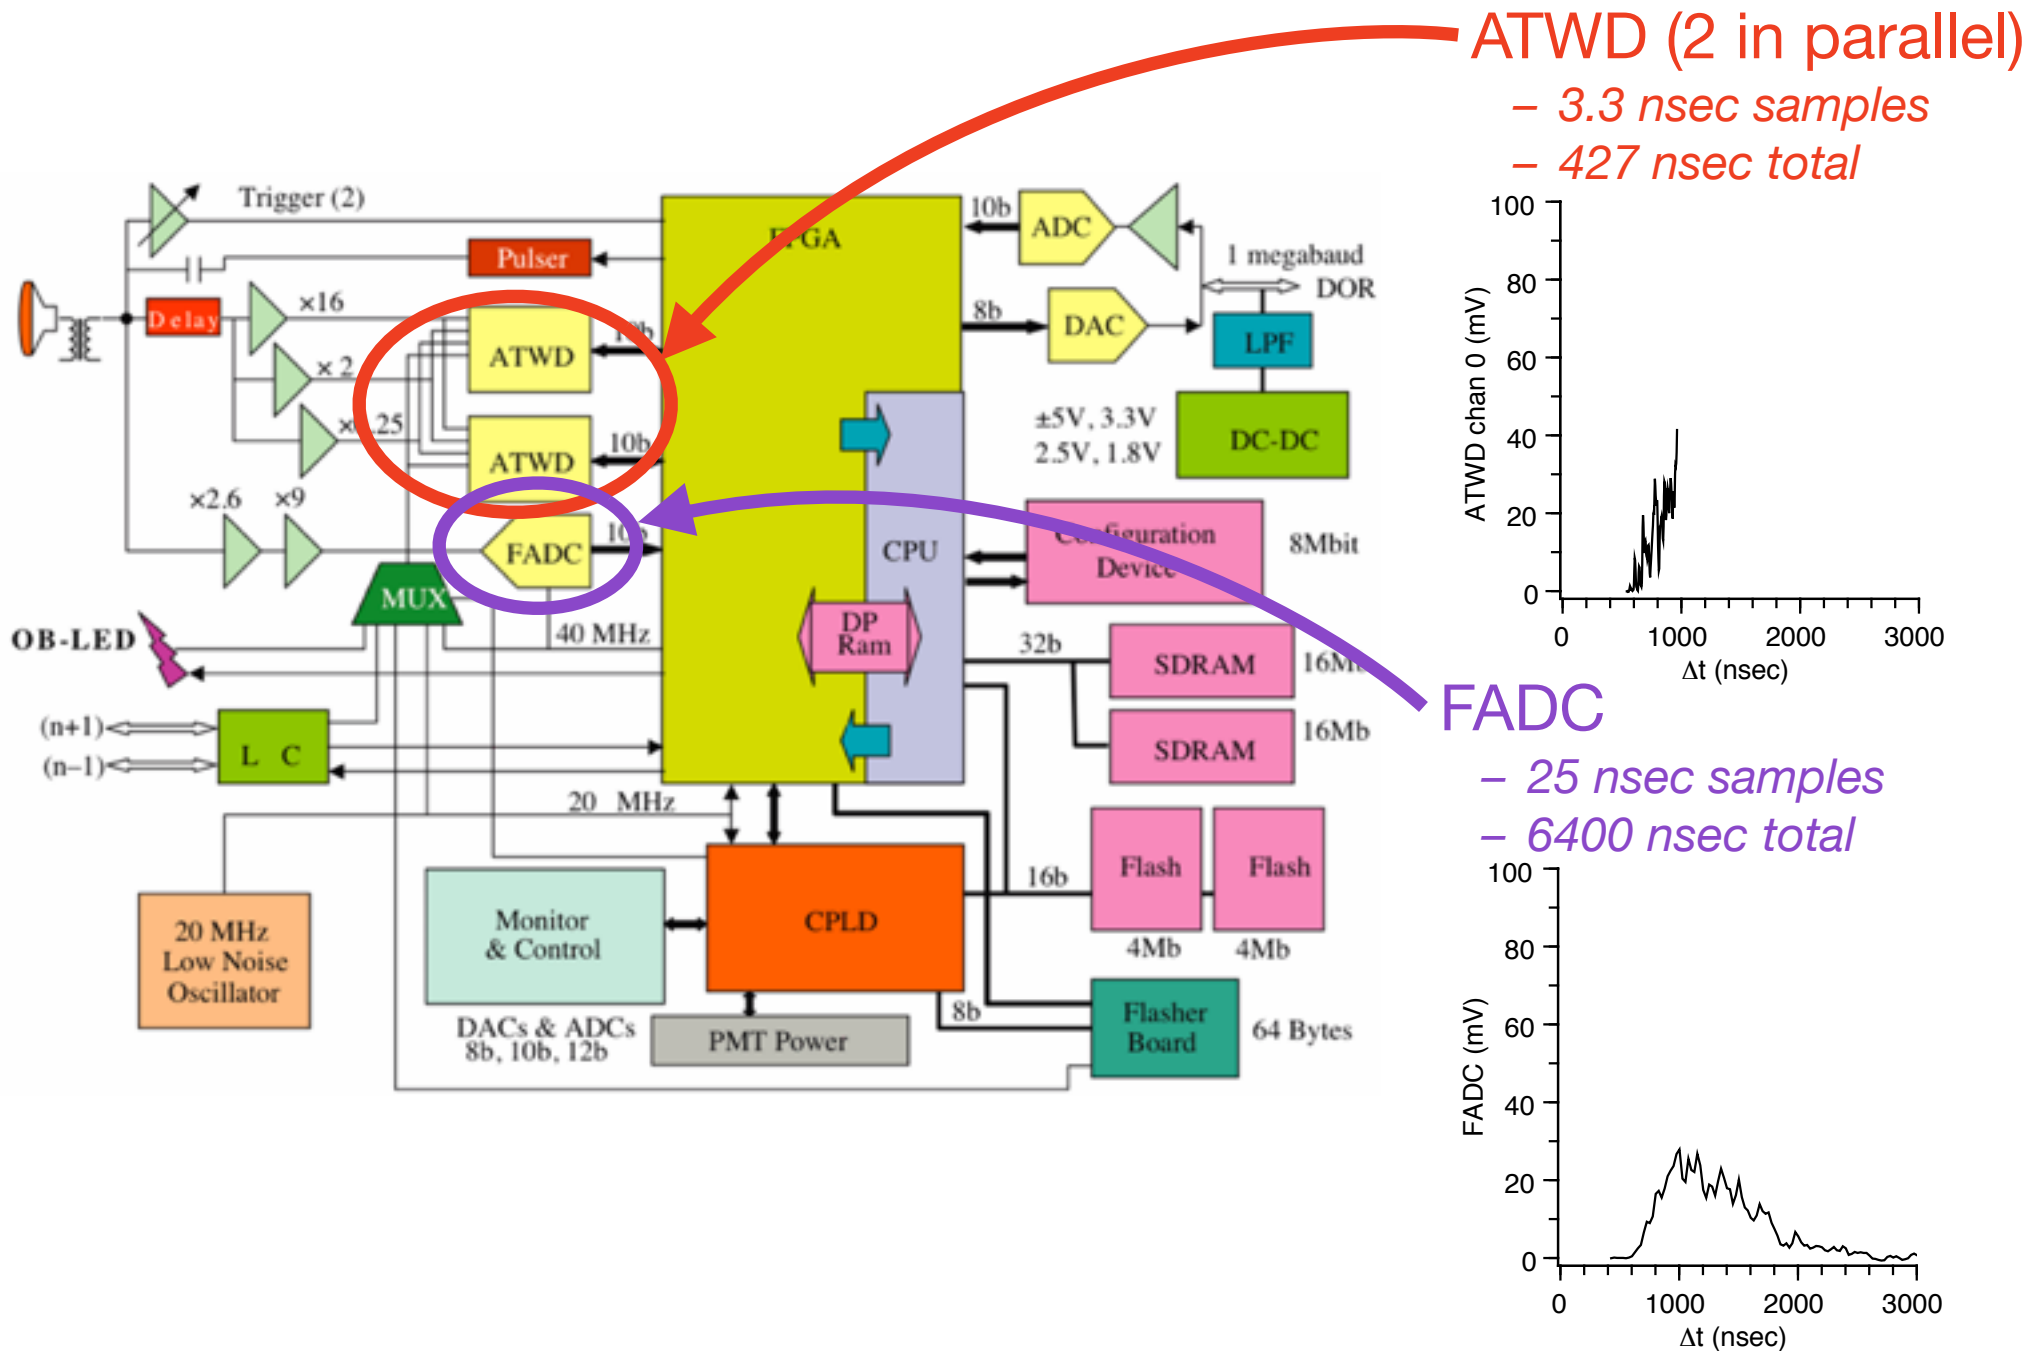 ATWD (2 in parallel)
– 3.3 nsec samples
– 427 nsec total
Trigger (2)
Pulser
Delay
×16
× 2
×9
×2.6
ATWD
10b
ATWD
10b
FADC
MUX
OB-LED
40 MHz
(n+1)
(n–1)
L C
20 MHz
20 MHz
Low Noise
Oscillator
Monitor
& Control
DACs & ADCs
8b, 10b, 12b
CPLD
PMT Power
CPU
DP
Ram
10b
ADC
8b
DAC
1 megabaud
DOR
LPF
DC-DC
±5V, 3.3V
2.5V, 1.8V
Configuration
Device
8Mbit
32b
SDRAM
SDRAM
16Mb
16b
Flash
Flash
4Mb
4Mb
8b
Flasher
Board
64 Bytes
ATWD chan 0 (mV)
100
80
60
40
20
0
0
1000
2000
3000
Δt (nsec)
FADC
– 25 nsec samples
– 6400 nsec total
FADC (mV)
100
80
60
40
20
0
0
1000
2000
3000
Δt (nsec)